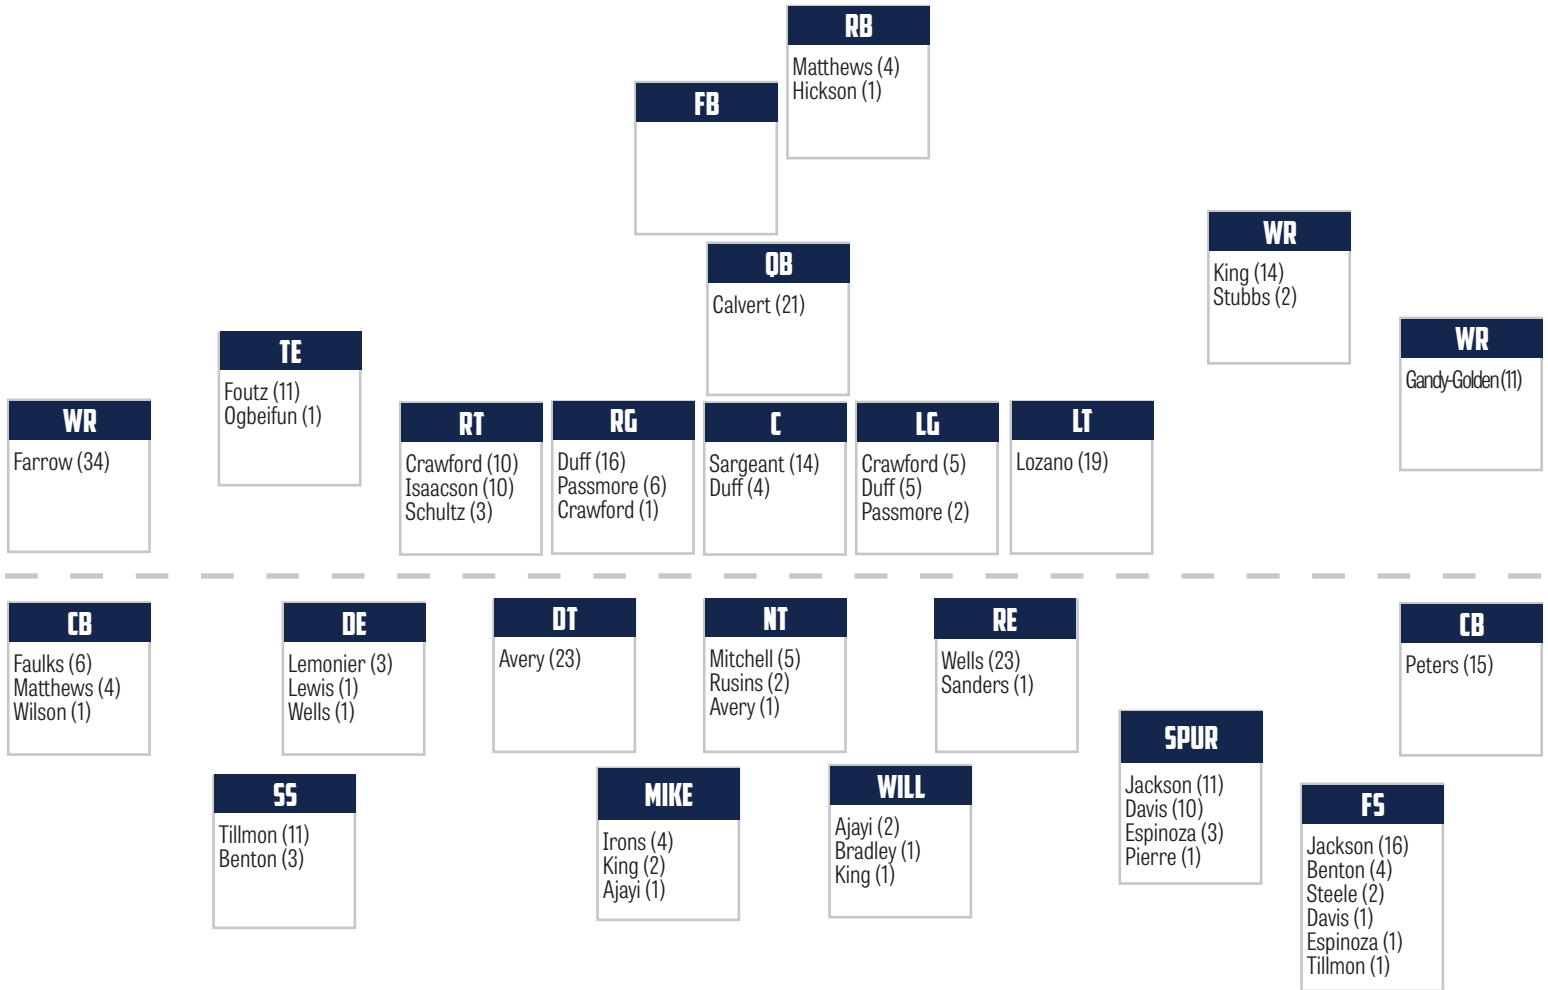 RB
Matthews (4)
Hickson (1)
FB
QB
Calvert (21)
WR
King (14)
Stubbs (2)
WR
Gandy-Golden (11)
TE
Foutz (11)
Ogbeifun (1)
WR
Farrow (34)
RT
Crawford (10)
Isaacson (10)
Schultz (3)
RG
Duff (16)
Passmore (6)
Crawford (1)
C
Sargeant (14)
Duff (4)
LG
Crawford (5)
Duff (5)
Passmore (2)
LT
Lozano (19)
CB
Faulks (6)
Matthews (4)
Wilson (1)
DE
Lemonier (3)
Lewis (1)
Wells (1)
DT
Avery (23)
NT
Mitchell (5)
Rusins (2)
Avery (1)
RE
Wells (23)
Sanders (1)
CB
Peters (15)
SS
Tillmon (11)
Benton (3)
MIKE
Irons (4)
King (2)
Ajayi (1)
WILL
Ajayi (2)
Bradley (1)
King (1)
SPUR
Jackson (11)
Davis (10)
Espinoza (3)
Pierre (1)
FS
Jackson (16)
Benton (4)
Steele (2)
Davis (1)
Espinoza (1)
Tillmon (1)